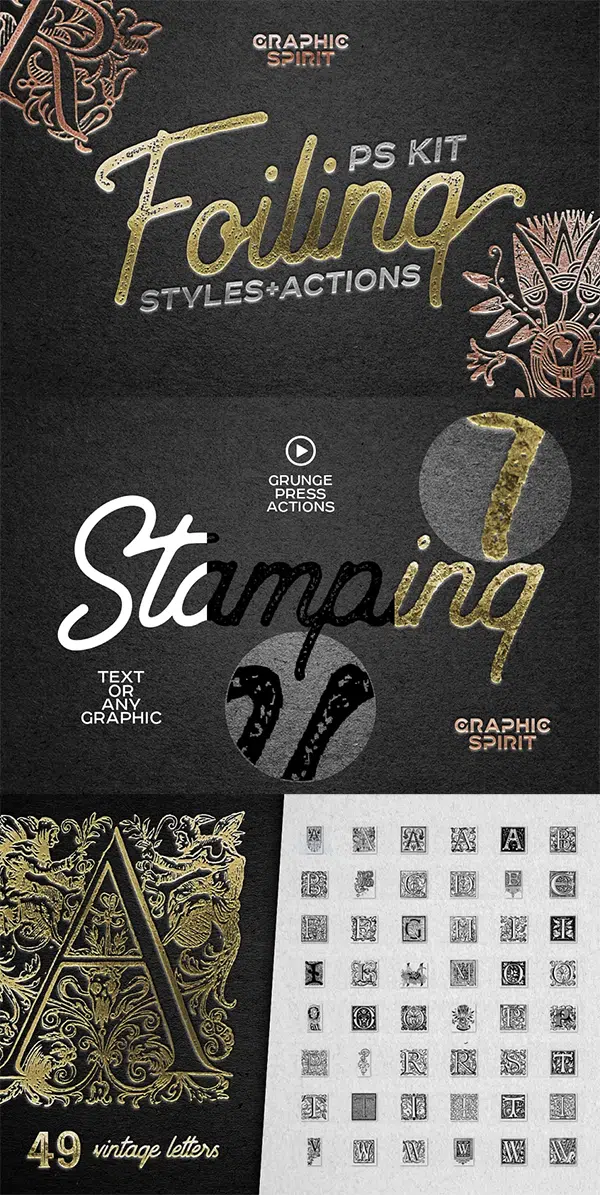 GRAPHIC
SPIRIT
R
PS KIT
Foiling
STYLES+ACTIONS
GRUNGE
PRESS
ACTIONS
Stamping
TEXT
OR
ANY
GRAPHIC
GRAPHIC
SPIRIT
A
49 vintage letters